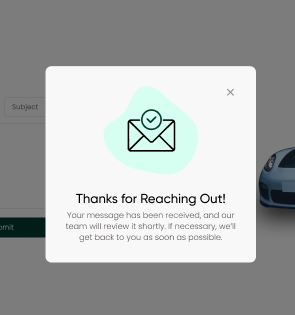 Subject
Thanks for Reaching Out!
Your message has been received, and our
team will review it shortly. If necessary, we'll
get back to you as soon as possible.